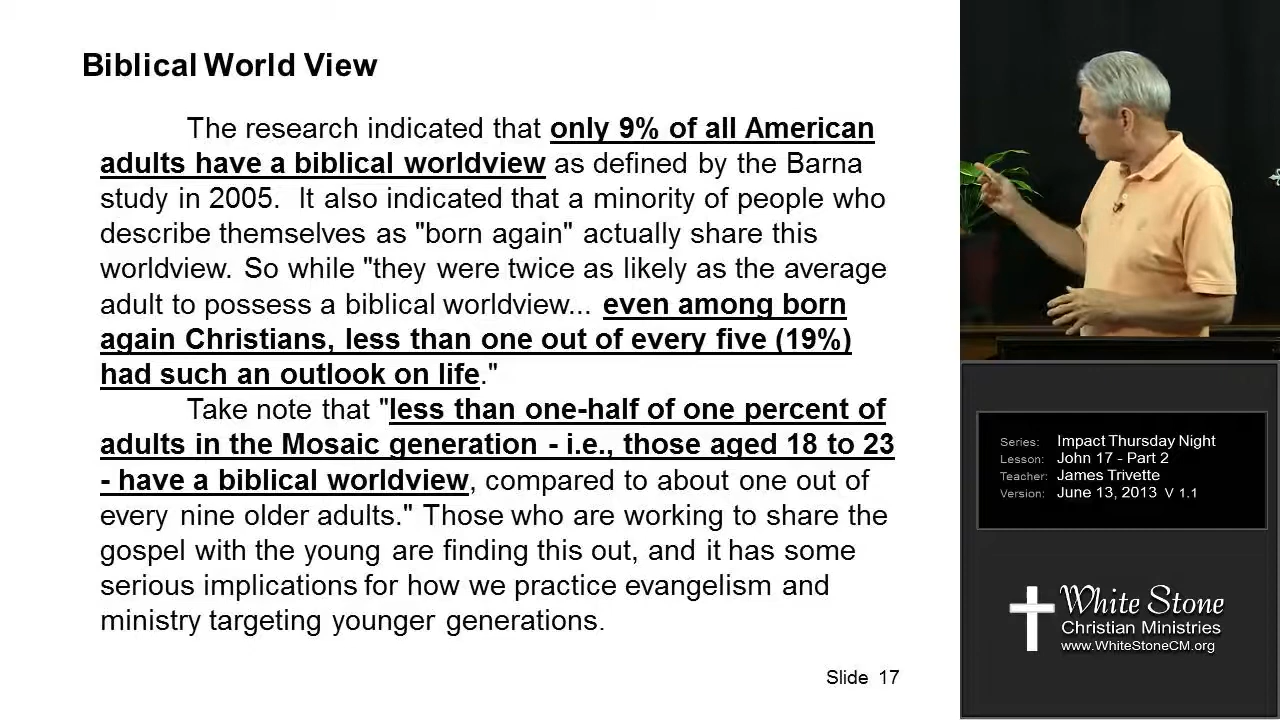 Biblical World View
The research indicated that only 9% of all American
adults have a biblical worldview as defined by the Barna
study in 2005. It also indicated that a minority of people who
describe themselves as "born again" actually share this
worldview. So while "they were twice as likely as the average
adult to possess a biblical worldview... even among born
again Christians, less than one out of every five (19%)
had such an outlook on life."
Take note that "less than one-half of one percent of
adults in the Mosaic generation - i.e., those aged 18 to 23
- have a biblical worldview, compared to about one out of
every nine older adults." Those who are working to share the
gospel with the young are finding this out, and it has some
serious implications for how we practice evangelism and
ministry targeting younger generations.
Slide 17
Series: Impact Thursday Night
Lesson: John 17 - Part 2
Teacher: James Trivette
Version: June 13, 2013 V 1.1
White Stone
Christian Ministries
www.WhiteStoneCM.org